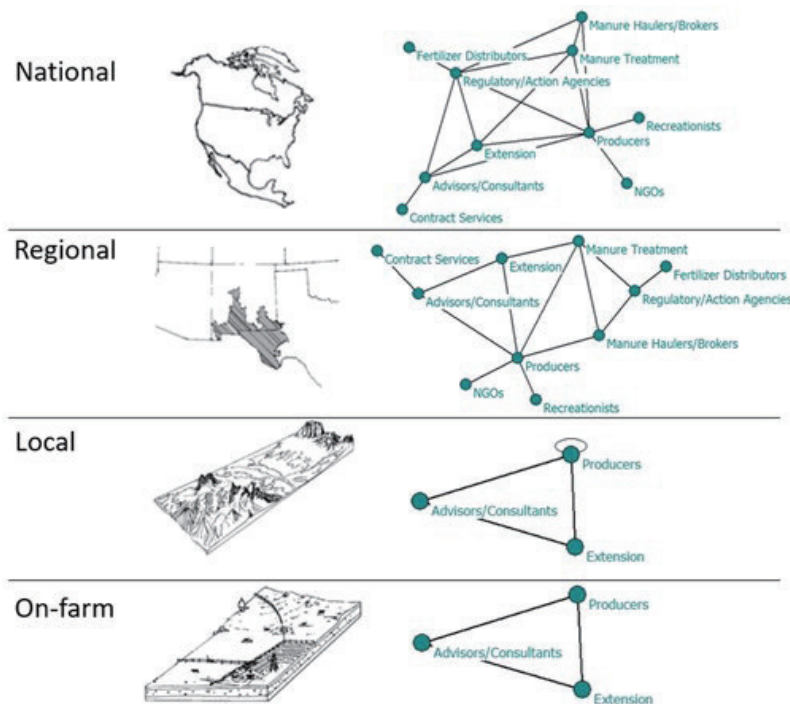 National
Manure Haulers/Brokers
Fertilizer Distributors
Manure Treatment
Regulatory/Action Agencies
Recreationists
Producers
Extension
Advisors/Consultants
NGOs
Contract Services
Regional
Contract Services
Manure Treatment
Extension
Fertilizer Distributors
Advisors/Consultants
Regulatory/Action Agencies
Manure Haulers/Brokers
Producers
NGOs
Recreationists
Local
Producers
Advisors/Consultants
Extension
On-farm
Producers
Advisors/Consultants
Extension